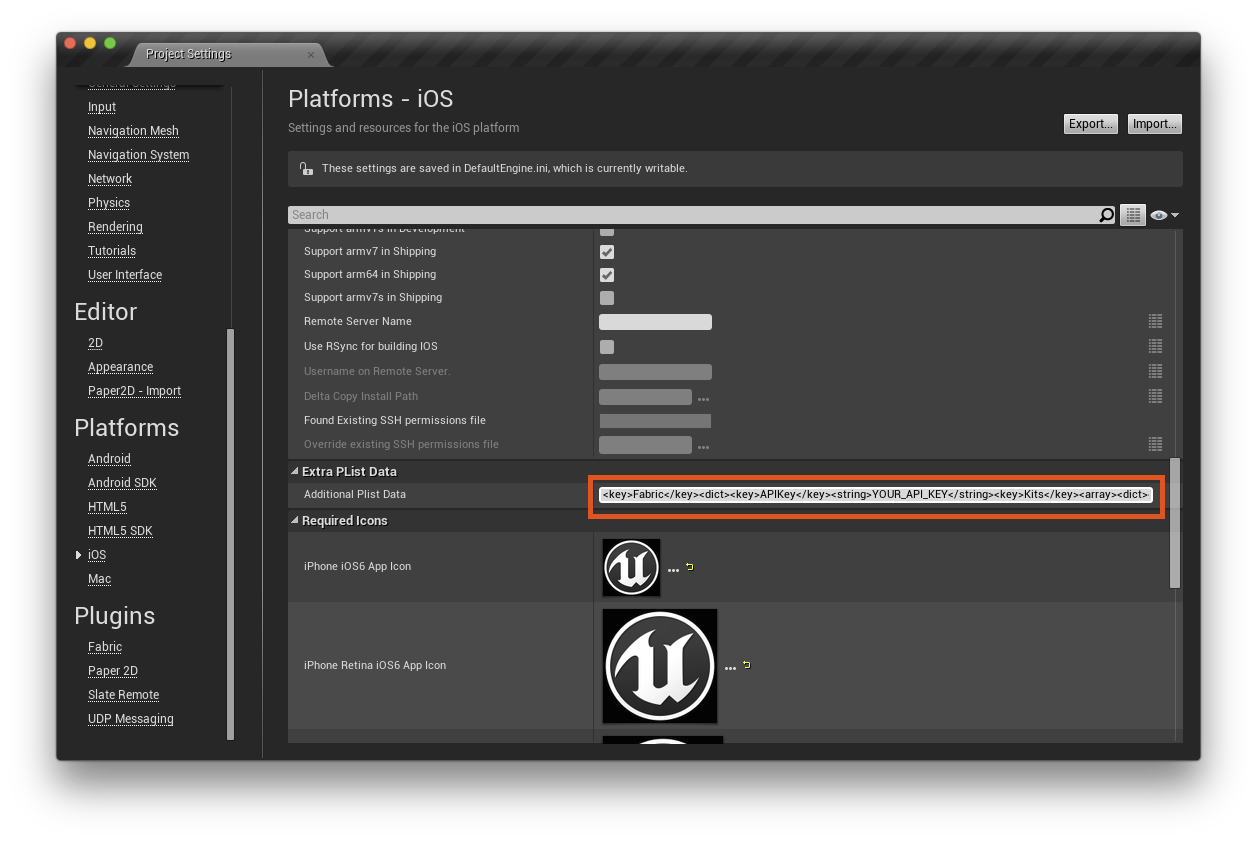 Project Settings
General Settings
Input
Navigation Mesh
Navigation System
Network
Physics
Rendering
Tutorials
User Interface
Editor
2D
Appearance
Paper2D - Import
Platforms
Android
Android SDK
HTML5
HTML5 SDK
iOS
Mac
Plugins
Fabric
Paper 2D
Slate Remote
UDP Messaging
Platforms - iOS
Settings and resources for the iOS platform
Export...
Import...
These settings are saved in DefaultEngine.ini, which is currently writable.
Search
Support armv7s in Development
Support armv7 in Shipping
Support arm64 in Shipping
Support armv7s in Shipping
Remote Server Name
Use RSync for building IOS
Username on Remote Server.
Delta Copy Install Path
...
Found Existing SSH permissions file
Override existing SSH permissions file
...
Extra PList Data
Additional Plist Data
<key>Fabric</key><dict><key>APIKey</key><string>YOUR_API_KEY</string><key>Kits</key><array><dict>
Required Icons
iPhone iOS6 App Icon
...
iPhone Retina iOS6 App Icon
...